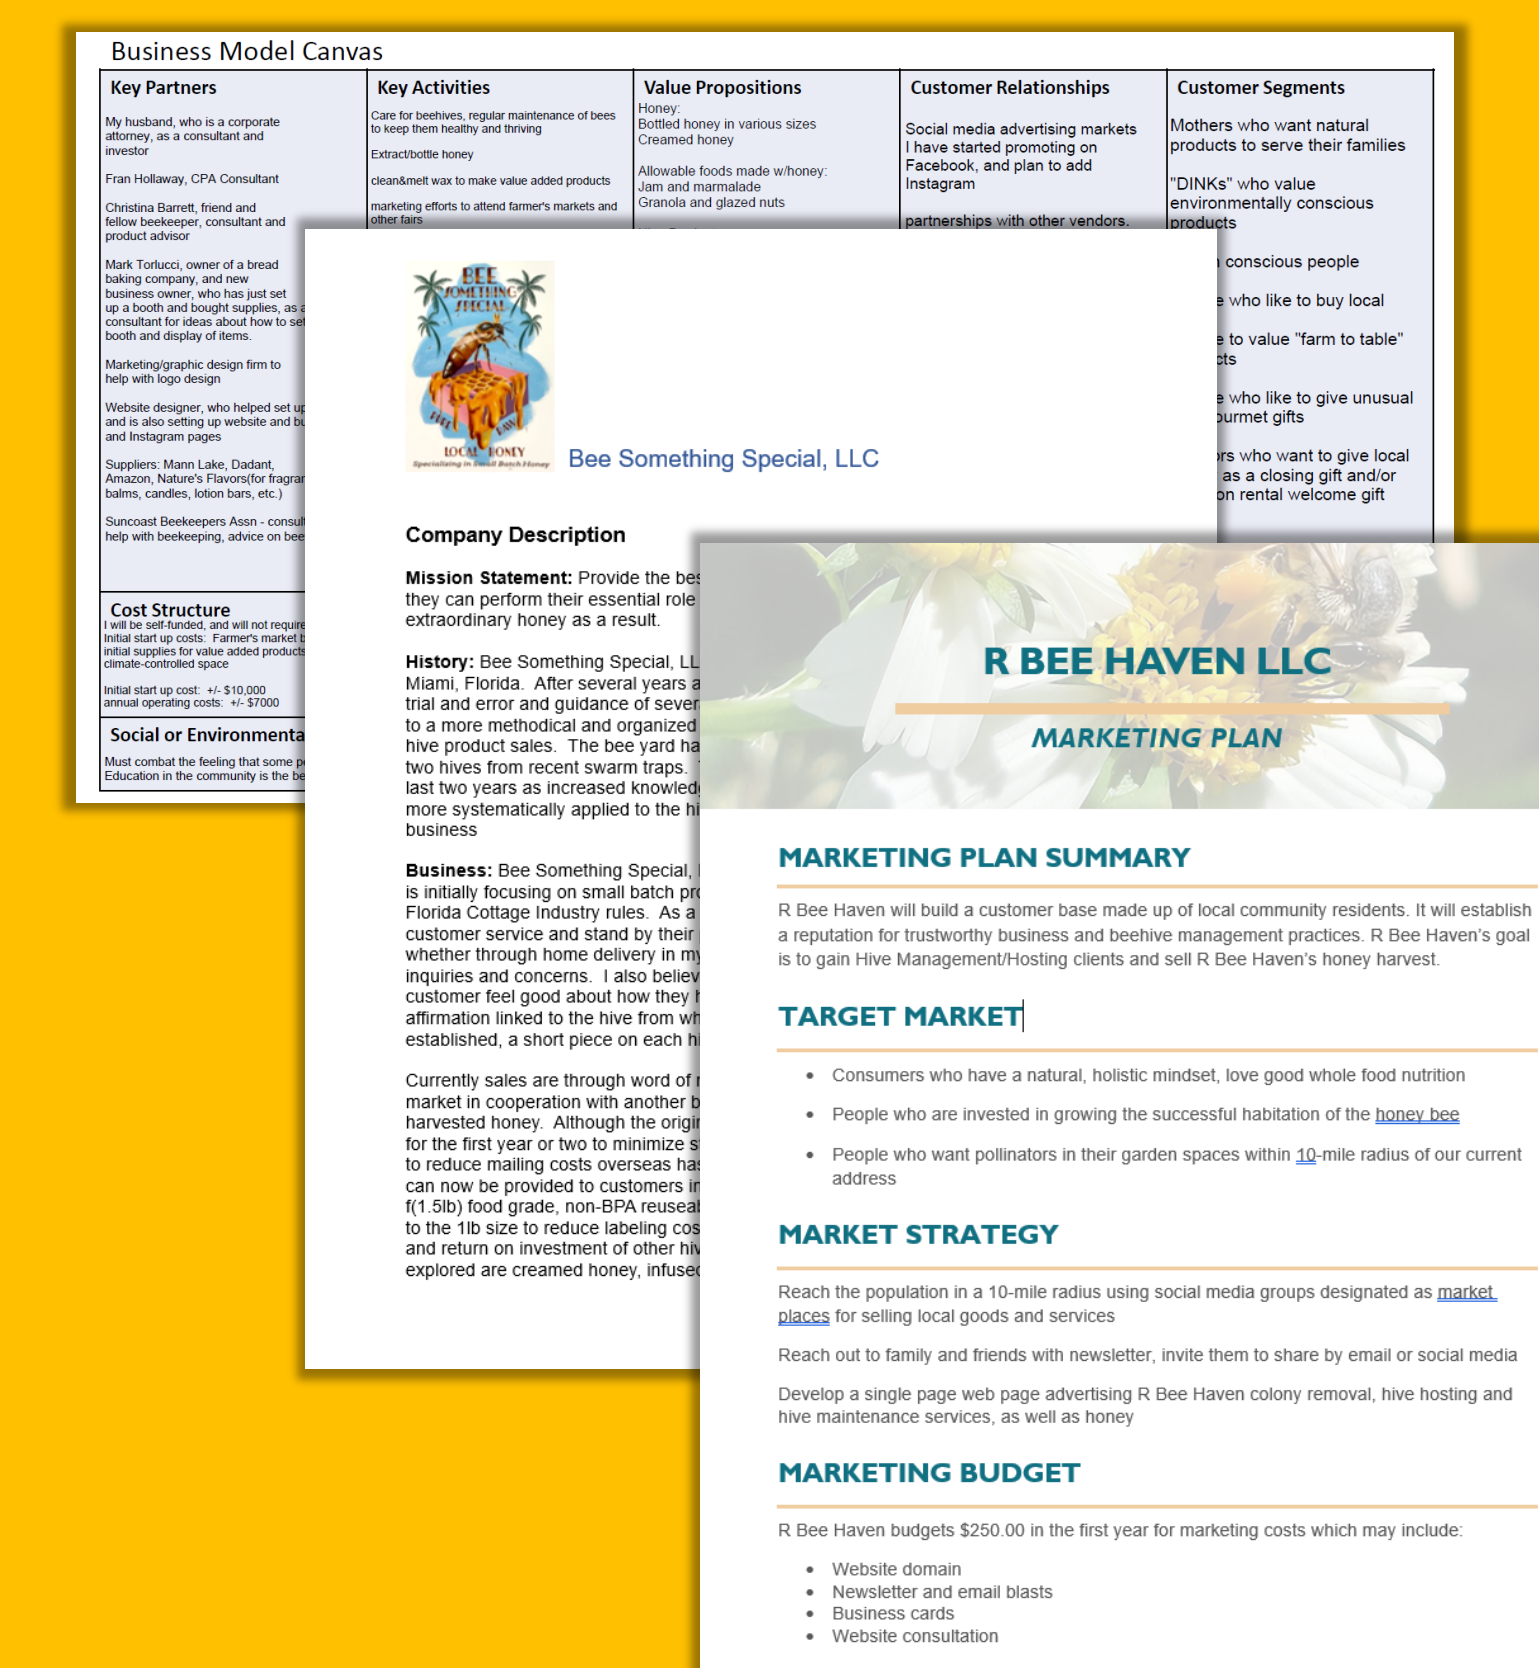 Business Model Canvas
Key Partners
My husband, who is a corporate
attorney, as a consultant and
investor
Fran Hollaway, CPA Consultant
Christina Barrett, friend and
fellow beekeeper, consultant and
product advisor
Mark Torlucci, owner of a bread
baking company, and new
business owner, who has just set
up a booth and bought supplies, as
consultant for ideas about how to
booth and display of items.
Marketing/graphic design firm to
help with logo design
Website designer, who helped set up
and is also setting up website and
and Instagram pages
Suppliers: Mann Lake, Dadant,
Amazon, Nature's Flavors(for
balms, candles, lotion bars, etc.)
Suncoast Beekeepers Assn -
help with beekeeping, advice on
Key Activities
Care for beehives, regular maintenance of bees
to keep them healthy and thriving
Extract/bottle honey
clean&melt wax to make value added products
marketing efforts to attend farmer's markets and
other fairs
Value Propositions
Honey:
Bottled honey in various sizes
Creamed honey
Allowable foods made w/honey:
Jam and marmalade
Granola and glazed nuts
Customer Relationships
Social media advertising markets
I have started promoting on
Facebook, and plan to add
Instagram
partnerships with other vendors.
Customer Segments
Mothers who want natural
products to serve their families
"DINKs" who value
environmentally conscious
products
conscious people
who like to buy local
to value "farm to table"
who like to give unusual
gifts
who want to give local
as a closing gift and/or
rental welcome gift
Cost Structure
I will be self-funded, and will not require
Initial start up costs: Farmer's market
initial supplies for value added products
climate-controlled space
Initial start up cost: +/- $10,000
annual operating costs: +/- $7000
Social or
Must combat the feeling that some
Education in the community is the
BEE
SOMETHING
SPECIAL
PURE
RAW
LOCAL HONEY
Specializing in Small Batch Honey
Bee Something Special, LLC
Company Description
Mission Statement: Provide the
they can perform their essential role
extraordinary honey as a result.
History: Bee Something Special,
Miami, Florida. After several years
trial and error and guidance of
to a more methodical and organized
hive product sales. The bee yard
two hives from recent swarm traps.
last two years as increased
more systematically applied to the
business
Business: Bee Something Special,
is initially focusing on small batch
Florida Cottage Industry rules. As a
customer service and stand by their
whether through home delivery in
inquiries and concerns. I also
customer feel good about how they
affirmation linked to the hive from
established, a short piece on each
Currently sales are through word of
market in cooperation with another
harvested honey. Although the
for the first year or two to minimize
to reduce mailing costs overseas
can now be provided to customers
f(1.5lb) food grade, non-BPA
to the 1lb size to reduce labeling
and return on investment of other
explored are creamed honey,
R BEE HAVEN LLC
MARKETING PLAN
MARKETING PLAN SUMMARY
R Bee Haven will build a customer base made up of local community residents. It will establish
a reputation for trustworthy business and beehive management practices. R Bee Haven's goal
is to gain Hive Management/Hosting clients and sell R Bee Haven's honey harvest.
TARGET MARKET
• Consumers who have a natural, holistic mindset, love good whole food nutrition
• People who are invested in growing the successful habitation of the honey bee
• People who want pollinators in their garden spaces within 10-mile radius of our current
address
MARKET STRATEGY
Reach the population in a 10-mile radius using social media groups designated as market
places for selling local goods and services
Reach out to family and friends with newsletter, invite them to share by email or social media
Develop a single page web page advertising R Bee Haven colony removal, hive hosting and
hive maintenance services, as well as honey
MARKETING BUDGET
R Bee Haven budgets $250.00 in the first year for marketing costs which may include:
• Website domain
• Newsletter and email blasts
• Business cards
• Website consultation